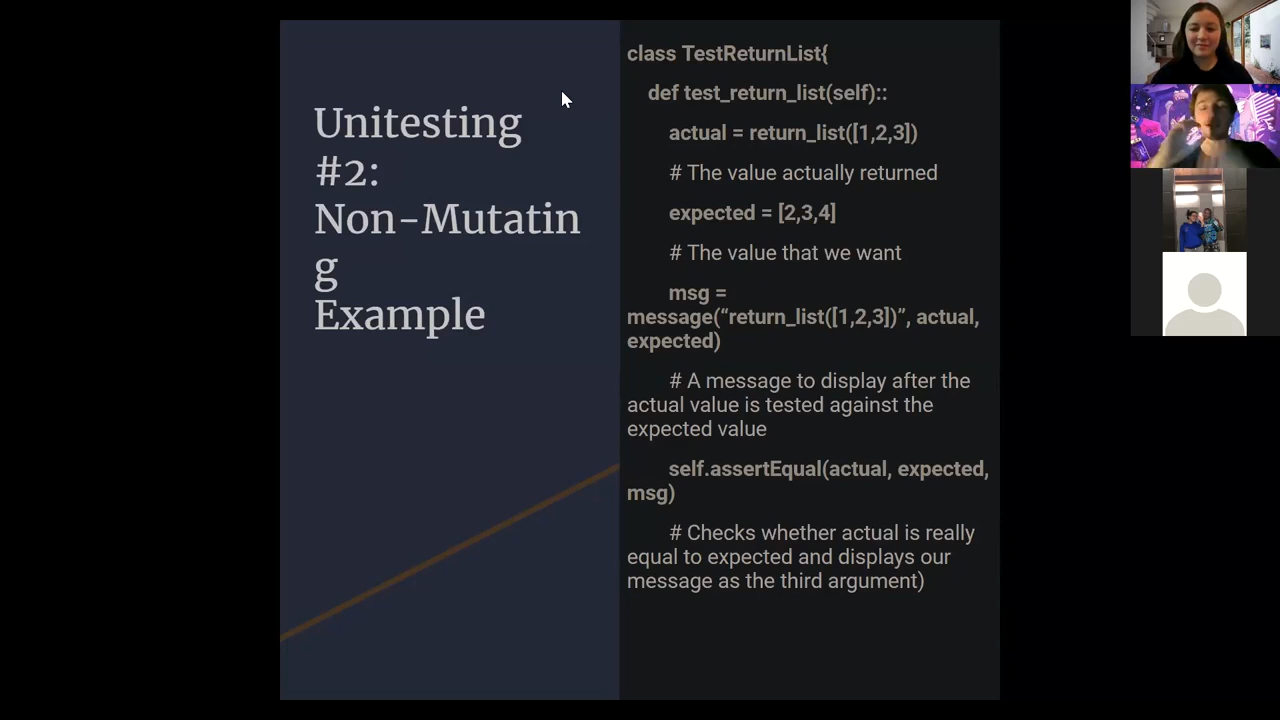 Unitesting
#2:
Non-Mutatin
g
Example
class TestReturnList{
def test_return_list(self)::
actual = return_list([1,2,3])
# The value actually returned
expected = [2,3,4]
# The value that we want
msg =
message(“return_list([1,2,3])”, actual,
expected)
# A message to display after the
actual value is tested against the
expected value
self.assertEqual(actual, expected,
msg)
# Checks whether actual is really
equal to expected and displays our
message as the third argument)